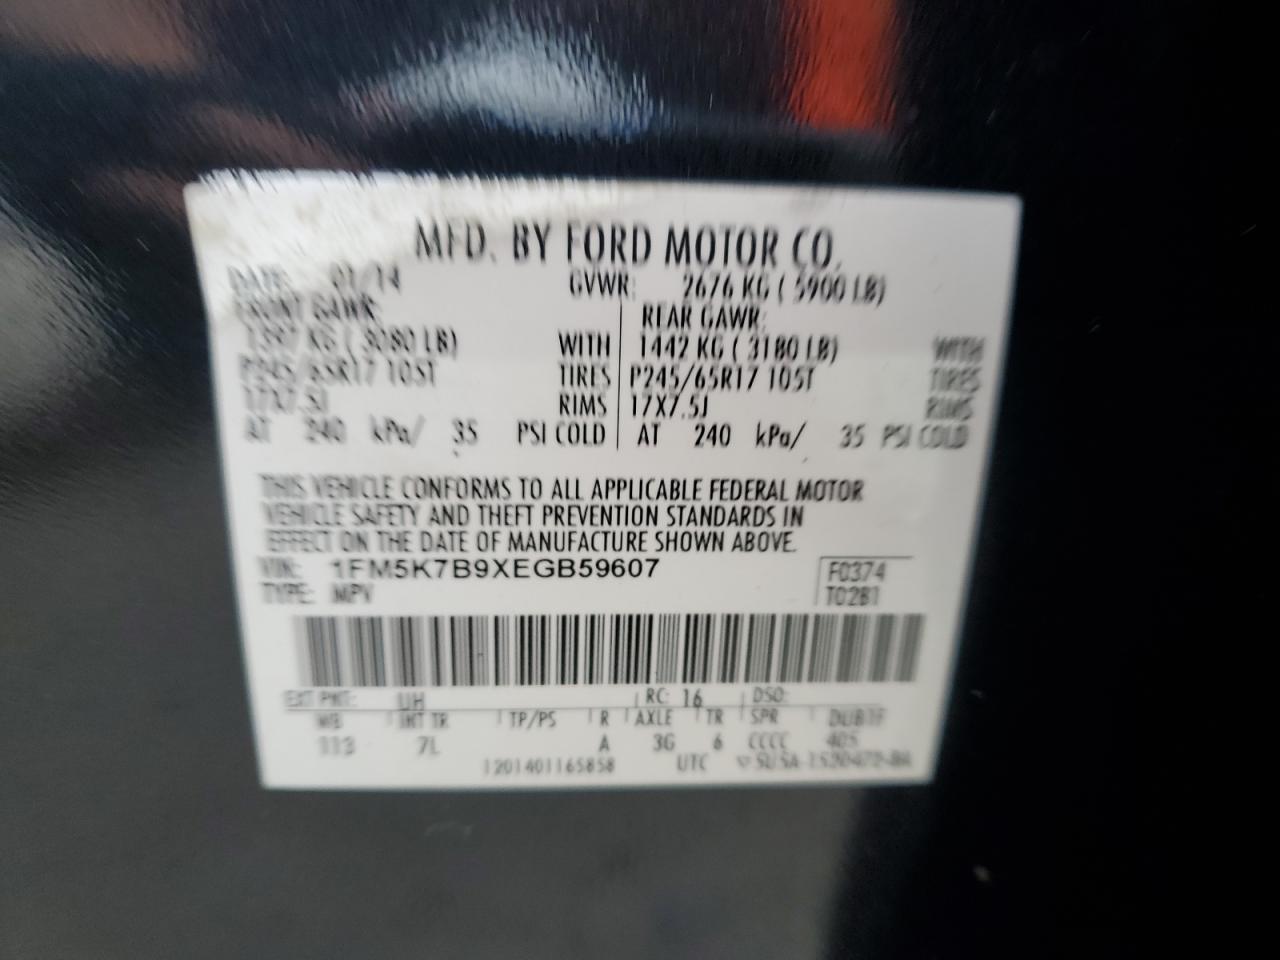 MFD. BY FORD MOTOR CO.
DATE: 01/14 GVWR: 2676 KG ( 5900 LB)
FRONT GAWR: REAR GAWR:
1397 KG ( 3080 LB) WITH 1442 KG ( 3180 LB) WITH
P245/65R17 105T TIRES P245/65R17 105T TIRES
17X7.5J RIMS 17X7.5J RIMS
AT 240 kPa/ 35 PSI COLD AT 240 kPa/ 35 PSI COLD
THIS VEHICLE CONFORMS TO ALL APPLICABLE FEDERAL MOTOR
VEHICLE SAFETY AND THEFT PREVENTION STANDARDS IN
EFFECT ON THE DATE OF MANUFACTURE SHOWN ABOVE.
VIN: 1FM5K7B9XEGB59607 F0374
TYPE: MPV T0281
EXT PNT: UH RC: 16 DSO:
WB INT TR TP/PS R AXLE TR SPR
113 7L A 3G 6 CCCC 405
1201401165858 UTC